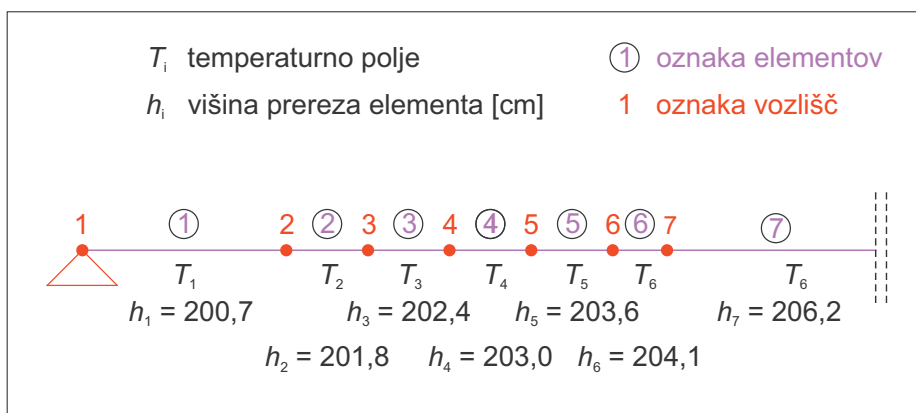 Tᵢ temperaturno polje
① oznaka elementov
hᵢ višina prereza elementa [cm]
1 oznaka vozlišč
1 ① 2 ② 3 ③ 4 ④ 5 ⑤ 6 ⑥ 7 ⑦
T₁ T₂ T₃ T₄ T₅ T₆ T₆
h₁ = 200,7 h₃ = 202,4 h₅ = 203,6 h₇ = 206,2
h₂ = 201,8 h₄ = 203,0 h₆ = 204,1